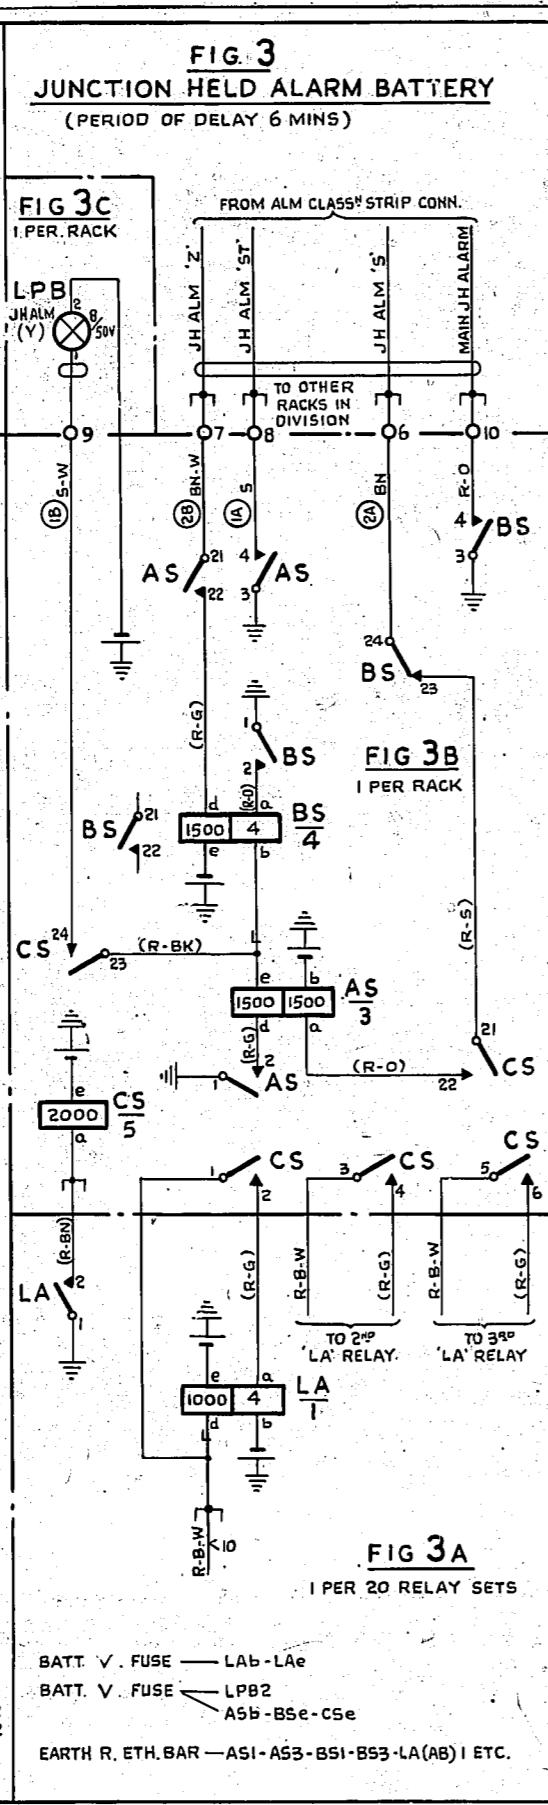 FIG. 3
JUNCTION HELD ALARM BATTERY
(PERIOD OF DELAY 6 MINS)
FIG 3C
1 PER. RACK
FROM ALM CLASSᴺ STRIP CONN.
LPB
JH ALM
(Y)
2
8/50V
1
JH ALM 'Z'
JH ALM 'ST'
JH ALM 'S'
MAIN JH ALARM
TO OTHER
RACKS IN
DIVISION
9
7
8
6
10
1B
S-W
2B
BN-W
1A
S
2A
BN
R-O
4
BS
3
AS
21
22
4
AS
3
24
BS
23
(R-G)
1
BS
2
(R-O)
FIG 3B
1 PER RACK
BS
21
22
d
a
1500
4
BS
4
e
b
(R-S)
CS
24
23
(R-BK)
L
e
b
1500
1500
AS
3
d
a
(R-G)
2
1
AS
(R-O)
22
21
CS
e
2000
CS
5
a
1
CS
2
3
CS
4
5
CS
6
(R-BN)
LA
2
1
(R-G)
R-B-W
(R-G)
R-B-W
(R-G)
TO 2ᴺᴰ
'LA' RELAY.
TO 3ᴿᴰ
'LA' RELAY
e
a
1000
4
LA
1
d
b
L
R-B-W
10
FIG 3A
1 PER 20 RELAY SETS
BATT. V. FUSE — LAb-LAe
BATT. V. FUSE — LPB2
ASb-BSe-CSe
EARTH R. ETH. BAR — AS1-AS3-BS1-BS3-LA(AB) 1 ETC.